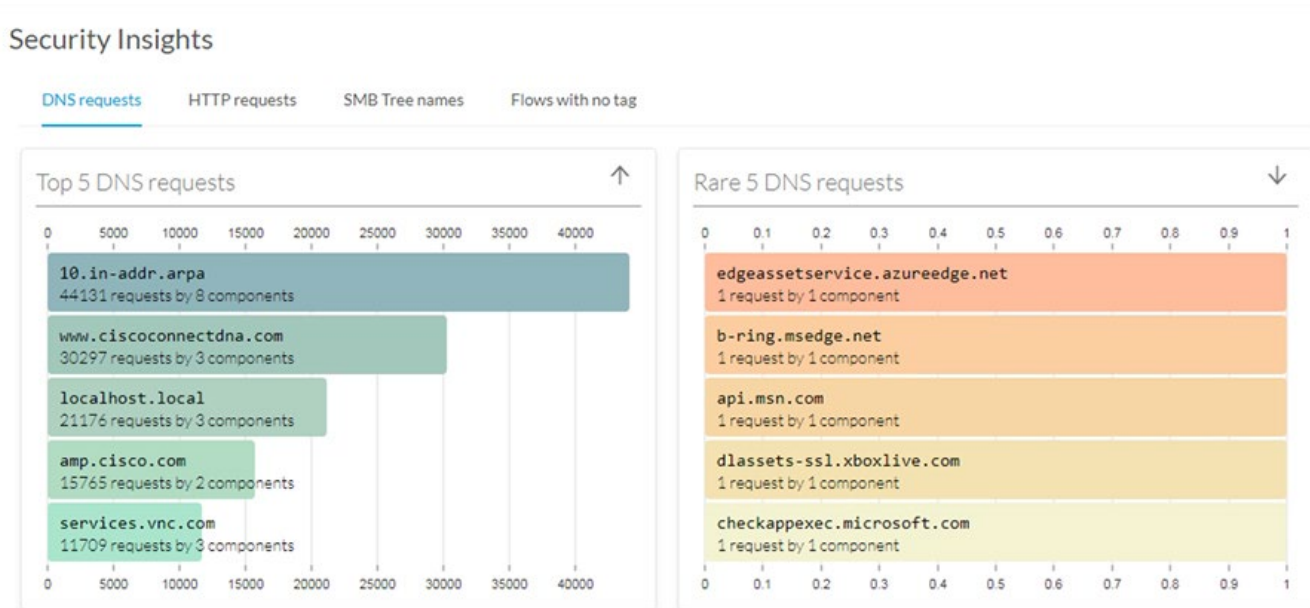 Security Insights
DNS requests HTTP requests SMB Tree names Flows with no tag
Top 5 DNS requests
0 5000 10000 15000 20000 25000 30000 35000 40000
10.in-addr.arpa
44131 requests by 8 components
www.ciscoconnectdna.com
30297 requests by 3 components
localhost.local
21176 requests by 3 components
amp.cisco.com
15765 requests by 2 components
services.vnc.com
11709 requests by 3 components
0 5000 10000 15000 20000 25000 30000 35000 40000
Rare 5 DNS requests
0 0.1 0.2 0.3 0.4 0.5 0.6 0.7 0.8 0.9 1
edgeassetservice.azureedge.net
1 request by 1 component
b-ring.msedge.net
1 request by 1 component
api.msn.com
1 request by 1 component
dlassets-ssl.xboxlive.com
1 request by 1 component
checkappexec.microsoft.com
1 request by 1 component
0 0.1 0.2 0.3 0.4 0.5 0.6 0.7 0.8 0.9 1